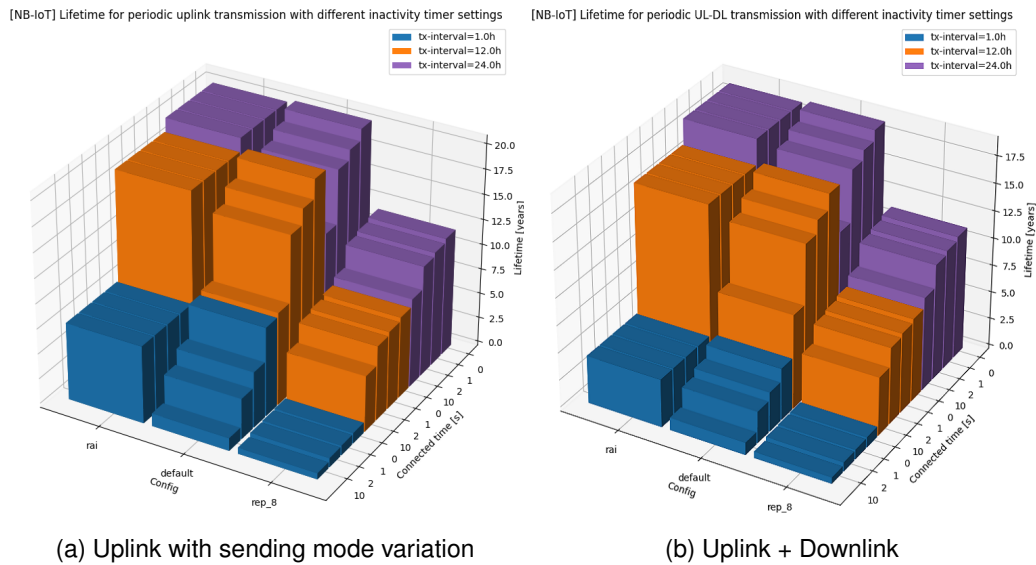 [NB-IoT] Lifetime for periodic uplink transmission with different inactivity timer settings
tx-interval=1.0h
tx-interval=12.0h
tx-interval=24.0h
20.0
17.5
15.0
12.5
10.0
7.5
5.0
2.5
0.0
Lifetime [years]
0
1
2
10
0
1
2
10
0
1
2
10
Connected time [s]
rai
default
rep_8
Config
(a) Uplink with sending mode variation
[NB-IoT] Lifetime for periodic UL-DL transmission with different inactivity timer settings
tx-interval=1.0h
tx-interval=12.0h
tx-interval=24.0h
17.5
15.0
12.5
10.0
7.5
5.0
2.5
0.0
Lifetime [years]
0
1
2
10
0
1
2
10
0
1
2
10
Connected time [s]
rai
default
rep_8
Config
(b) Uplink + Downlink